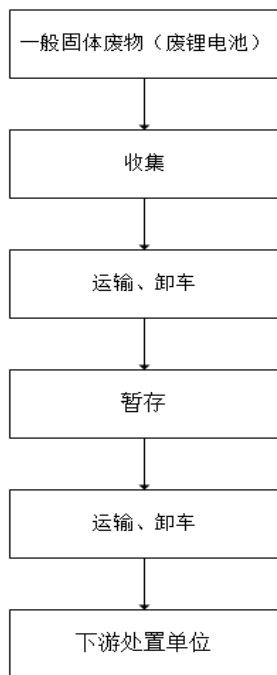 一般固体废物（废锂电池）
收集
运输、卸车
暂存
运输、卸车
下游处置单位